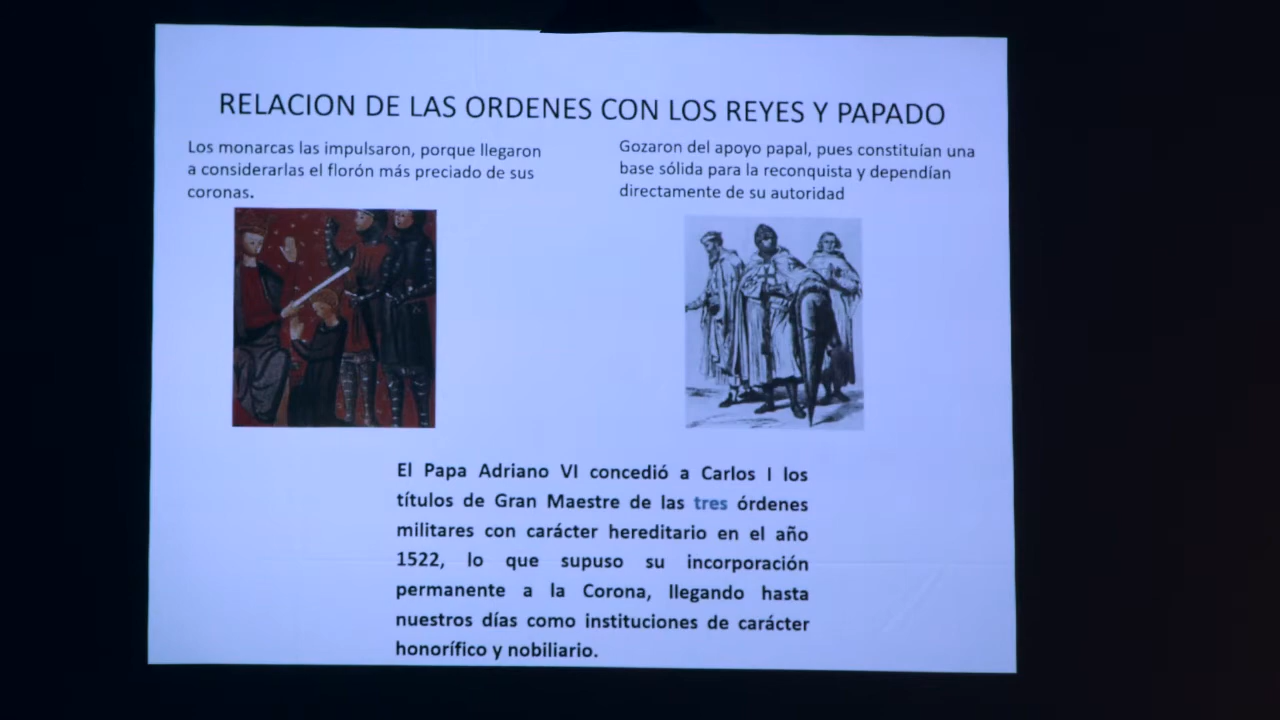 RELACION DE LAS ORDENES CON LOS REYES Y PAPADO
Los monarcas las impulsaron, porque llegaron
a considerarlas el florón más preciado de sus
coronas.
Gozaron del apoyo papal, pues constituían una
base sólida para la reconquista y dependían
directamente de su autoridad
El Papa Adriano VI concedió a Carlos I los
títulos de Gran Maestre de las tres órdenes
militares con carácter hereditario en el año
1522, lo que supuso su incorporación
permanente a la Corona, llegando hasta
nuestros días como instituciones de carácter
honorífico y nobiliario.